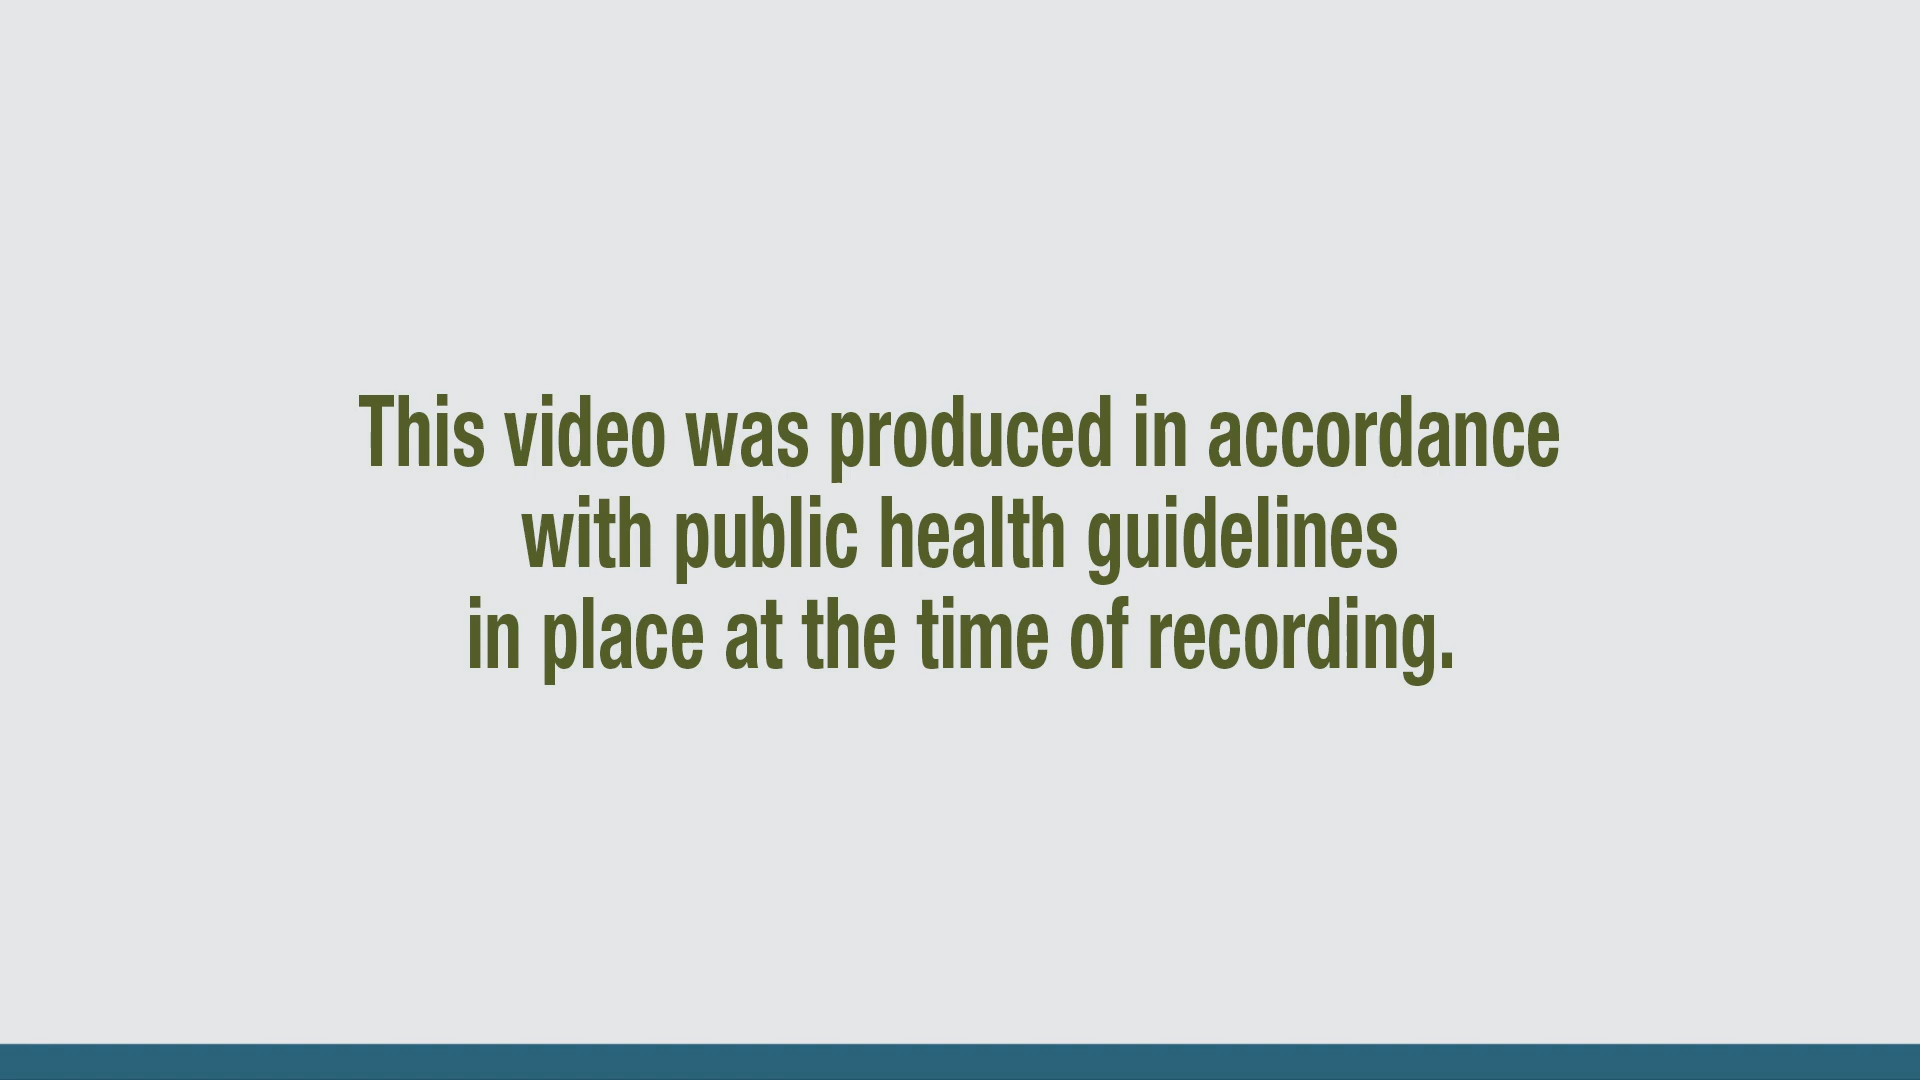 This video was produced in accordance
with public health guidelines
in place at the time of recording.